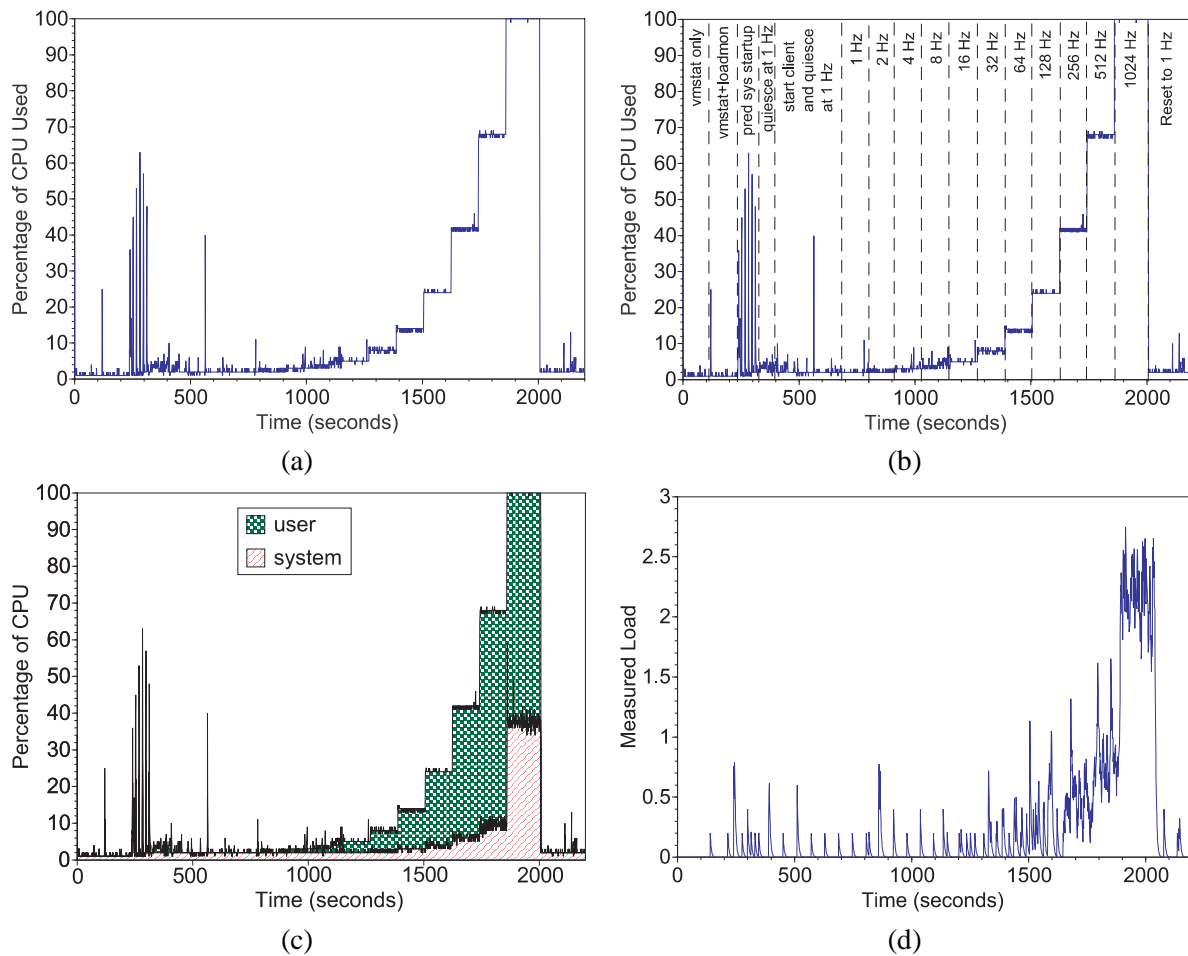 100
90
80
70
60
50
40
30
20
10
0
Percentage of CPU Used
0 500 1000 1500 2000
Time (seconds)
(a)
100
90
80
70
60
50
40
30
20
10
0
Percentage of CPU Used
vmstat only
vmstat+loadmon
pred sys startup
quiesce at 1 Hz
start client
and quiesce
at 1 Hz
1 Hz
2 Hz
4 Hz
8 Hz
16 Hz
32 Hz
64 Hz
128 Hz
256 Hz
512 Hz
1024 Hz
Reset to 1 Hz
0 500 1000 1500 2000
Time (seconds)
(b)
100
90
80
70
60
50
40
30
20
10
0
Percentage of CPU
user
system
0 500 1000 1500 2000
Time (seconds)
(c)
3
2.5
2
1.5
1
0.5
0
Measured Load
0 500 1000 1500 2000
Time (seconds)
(d)